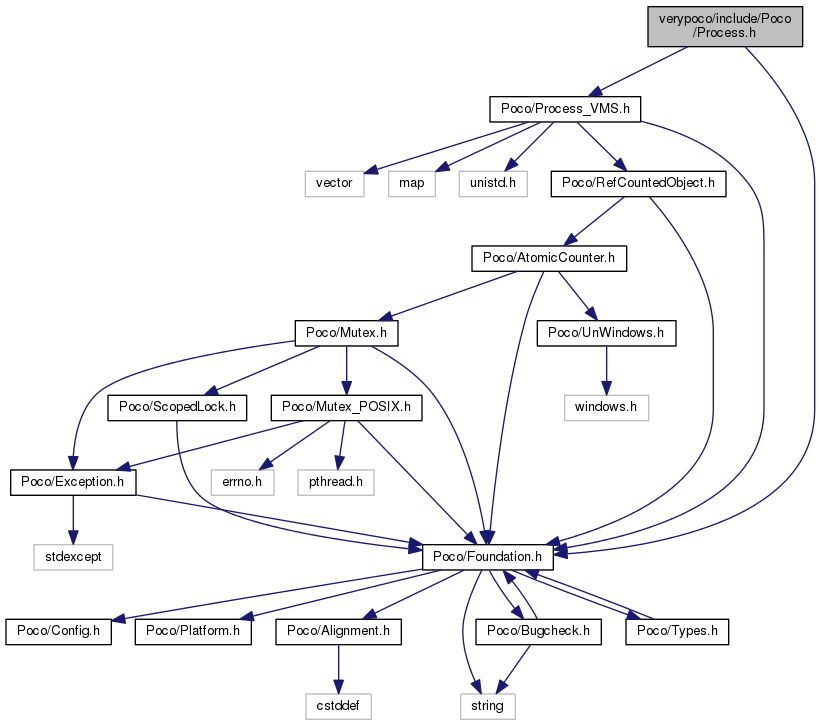 verypoco/include/Poco
/Process.h
Poco/Process_VMS.h
vector
map
unistd.h
Poco/RefCountedObject.h
Poco/AtomicCounter.h
Poco/Mutex.h
Poco/UnWindows.h
Poco/ScopedLock.h
Poco/Mutex_POSIX.h
windows.h
Poco/Exception.h
errno.h
pthread.h
stdexcept
Poco/Foundation.h
Poco/Config.h
Poco/Platform.h
Poco/Alignment.h
Poco/Bugcheck.h
Poco/Types.h
cstddef
string